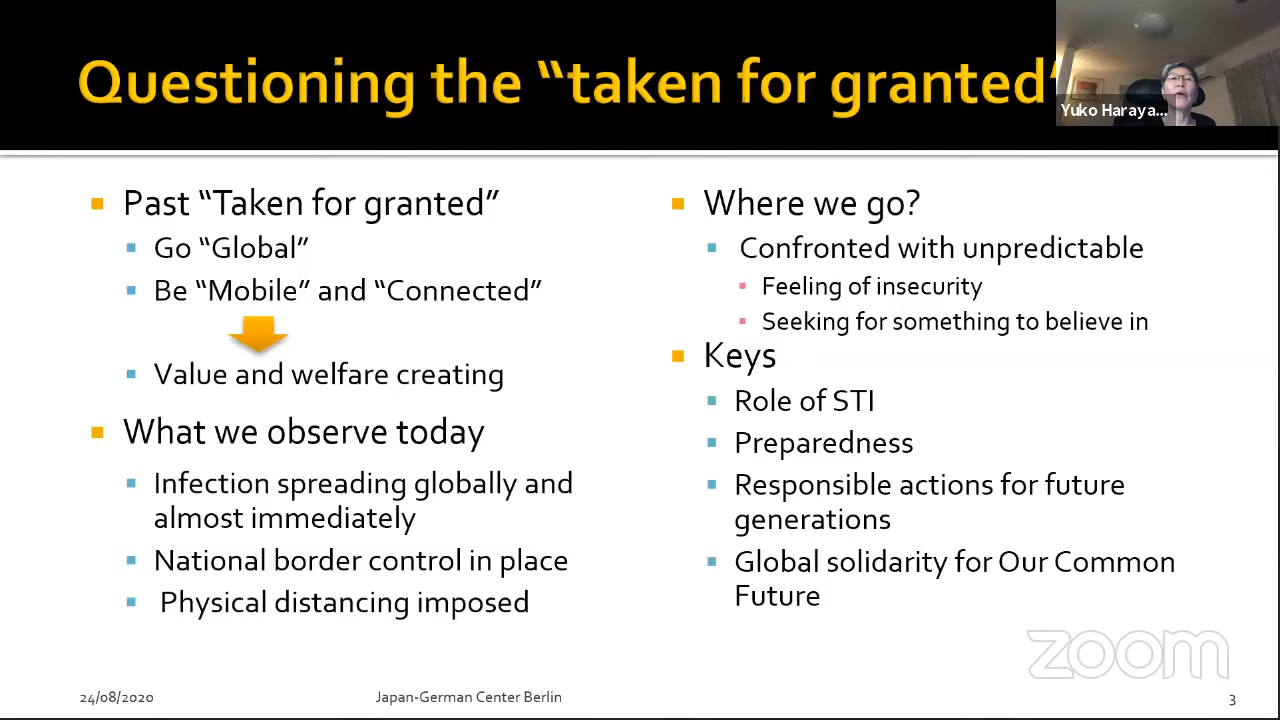 Questioning the “taken for granted”
Yuko Haraya...
Past “Taken for granted”
Go “Global”
Be “Mobile” and “Connected”
Value and welfare creating
What we observe today
Infection spreading globally and
almost immediately
National border control in place
Physical distancing imposed
Where we go?
Confronted with unpredictable
Feeling of insecurity
Seeking for something to believe in
Keys
Role of STI
Preparedness
Responsible actions for future
generations
Global solidarity for Our Common
Future
zoom
24/08/2020
Japan-German Center Berlin
3